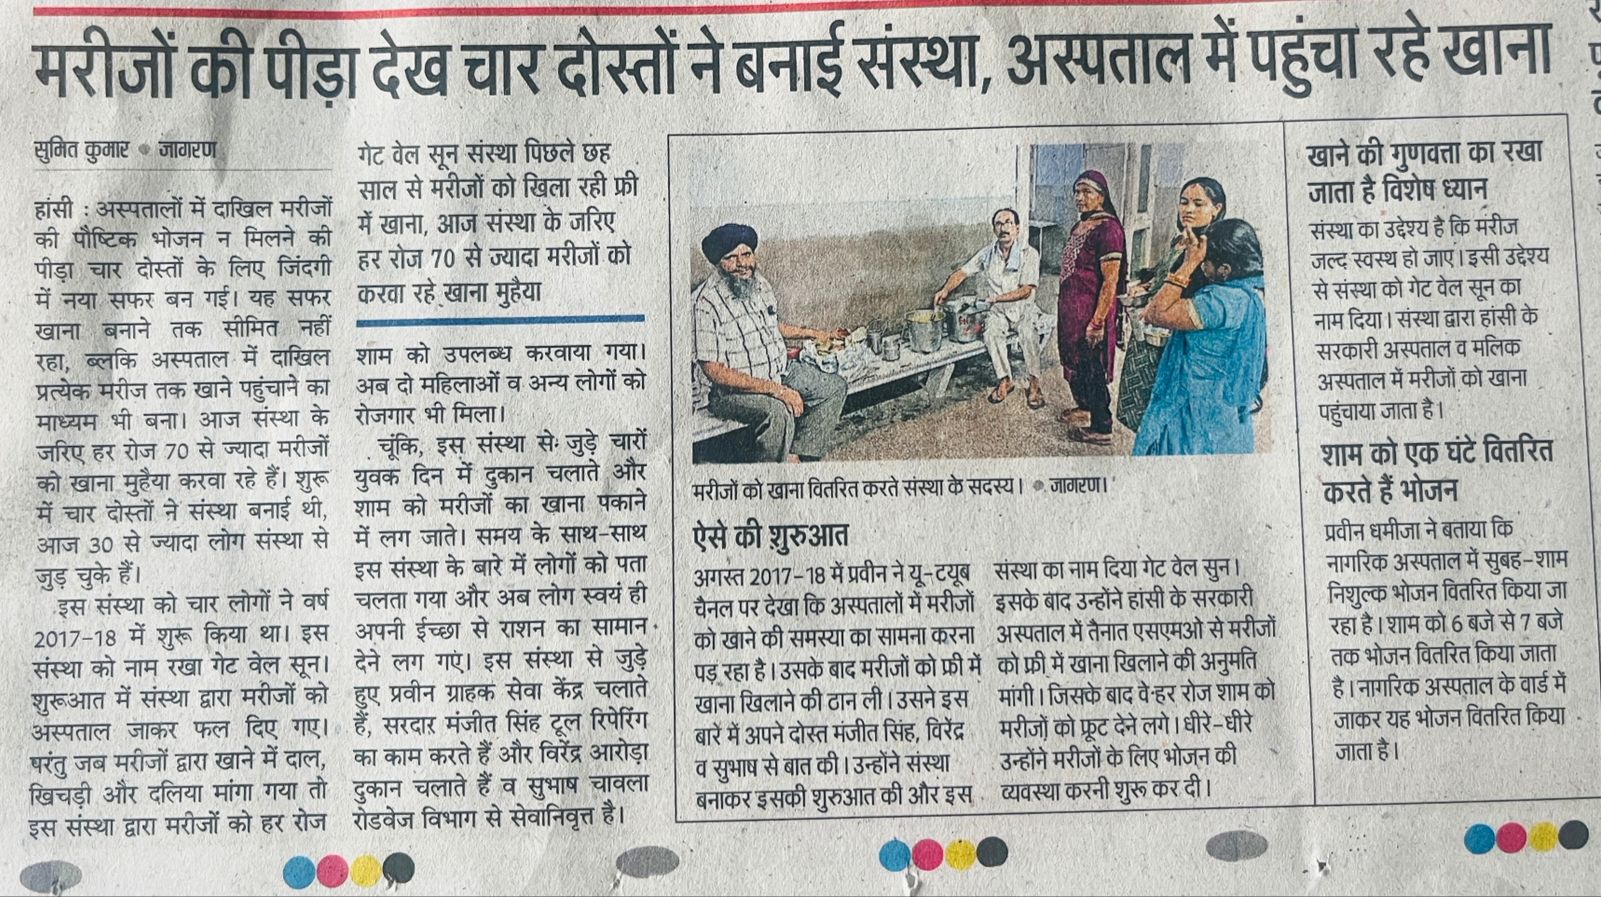 मरीजों की पीड़ा देख चार दोस्तों ने बनाई संस्था, अस्पताल में पहुंचा रहे खाना
सुमित कुमार ● जागरण
हांसी : अस्पतालों में दाखिल मरीजों
की पौष्टिक भोजन न मिलने की
पीड़ा चार दोस्तों के लिए जिंदगी
में नया सफर बन गई। यह सफर
खाना बनाने तक सीमित नहीं
रहा, ब्लकि अस्पताल में दाखिल
प्रत्येक मरीज तक खाने पहुंचाने का
माध्यम भी बना। आज संस्था के
जरिए हर रोज 70 से ज्यादा मरीजों
को खाना मुहैया करवा रहे हैं। शुरू
में चार दोस्तों ने संस्था बनाई थी,
आज 30 से ज्यादा लोग संस्था से
जुड़ चुके हैं।
इस संस्था को चार लोगों ने वर्ष
2017-18 में शुरू किया था। इस
संस्था को नाम रखा गेट वेल सून।
शुरूआत में संस्था द्वारा मरीजों को
अस्पताल जाकर फल दिए गए।
परंतु जब मरीजों द्वारा खाने में दाल,
खिचड़ी और दलिया मांगा गया तो
इस संस्था द्वारा मरीजों को हर रोज
गेट वेल सून संस्था पिछले छह
साल से मरीजों को खिला रही फ्री
में खाना, आज संस्था के जरिए
हर रोज 70 से ज्यादा मरीजों को
करवा रहे खाना मुहैया
शाम को उपलब्ध करवाया गया।
अब दो महिलाओं व अन्य लोगों को
रोजगार भी मिला।
चूंकि, इस संस्था से जुड़े चारों
युवक दिन में दुकान चलाते और
शाम को मरीजों का खाना पकाने
में लग जाते। समय के साथ-साथ
इस संस्था के बारे में लोगों को पता
चलता गया और अब लोग स्वयं ही
अपनी ईच्छा से राशन का सामान
देने लग गए। इस संस्था से जुड़े
हुए प्रवीन ग्राहक सेवा केंद्र चलाते
हैं, सरदार मंजीत सिंह टूल रिपेरिंग
का काम करते हैं और विरेंद्र आरोड़ा
दुकान चलाते हैं व सुभाष चावला
रोडवेज विभाग से सेवानिवृत्त है।
मरीजों को खाना वितरित करते संस्था के सदस्य। ● जागरण।
ऐसे की शुरुआत
अगस्त 2017-18 में प्रवीन ने यू-टयूब
चैनल पर देखा कि अस्पतालों में मरीजों
को खाने की समस्या का सामना करना
पड़ रहा है। उसके बाद मरीजों को फ्री में
खाना खिलाने की ठान ली। उसने इस
बारे में अपने दोस्त मंजीत सिंह, विरेंद्र
व सुभाष से बात की। उन्होंने संस्था
बनाकर इसकी शुरुआत की और इस
संस्था का नाम दिया गेट वेल सुन।
इसके बाद उन्होंने हांसी के सरकारी
अस्पताल में तैनात एसएमओ से मरीजों
को फ्री में खाना खिलाने की अनुमति
मांगी। जिसके बाद वे हर रोज शाम को
मरीजों को फ्रूट देने लगे। धीरे-धीरे
उन्होंने मरीजों के लिए भोजन की
व्यवस्था करनी शुरू कर दी।
खाने की गुणवत्ता का रखा
जाता है विशेष ध्यान
संस्था का उद्देश्य है कि मरीज
जल्द स्वस्थ हो जाएं। इसी उद्देश्य
से संस्था को गेट वेल सून का
नाम दिया। संस्था द्वारा हांसी के
सरकारी अस्पताल व मलिक
अस्पताल में मरीजों को खाना
पहुंचाया जाता है।
शाम को एक घंटे वितरित
करते हैं भोजन
प्रवीन धमीजा ने बताया कि
नागरिक अस्पताल में सुबह-शाम
निशुल्क भोजन वितरित किया जा
रहा है। शाम को 6 बजे से 7 बजे
तक भोजन वितरित किया जाता
है। नागरिक अस्पताल के वार्ड में
जाकर यह भोजन वितरित किया
जाता है।